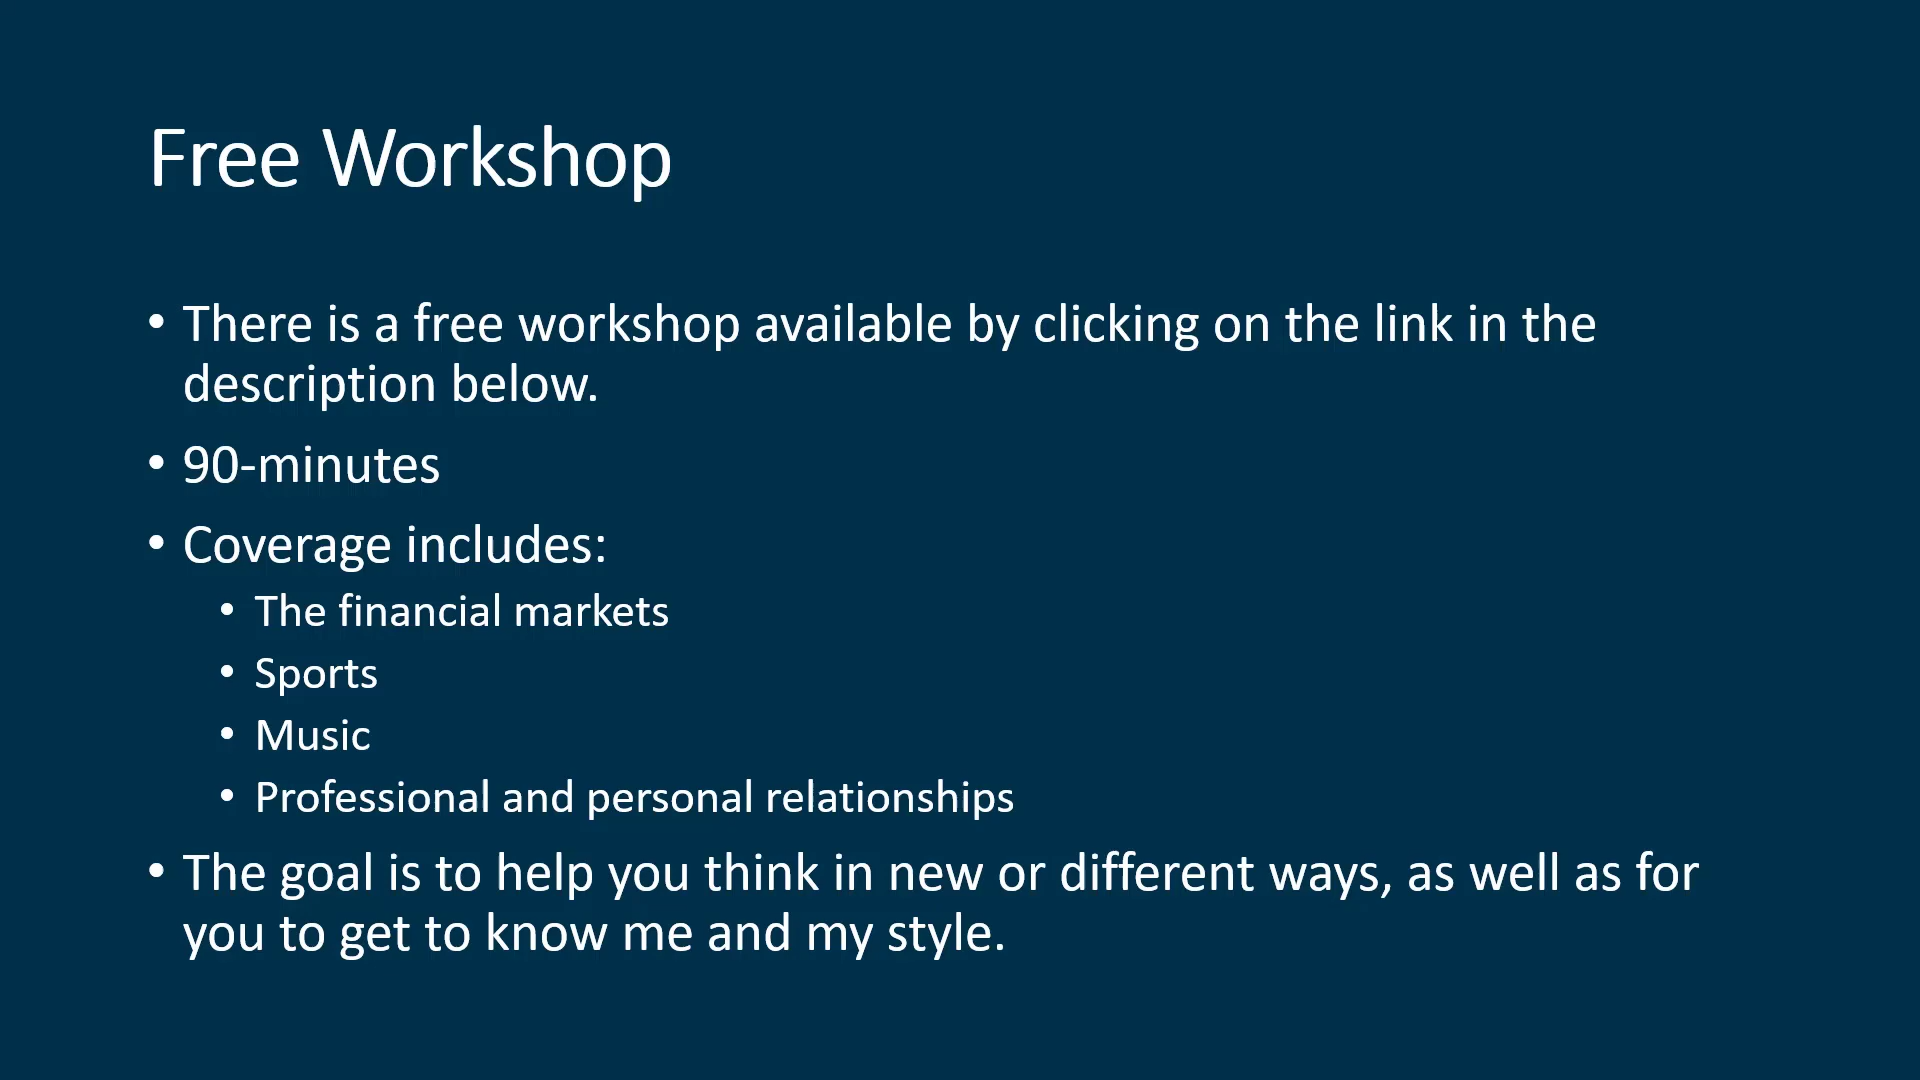 Free Workshop
• There is a free workshop available by clicking on the link in the
description below.
• 90-minutes
• Coverage includes:
• The financial markets
• Sports
• Music
• Professional and personal relationships
• The goal is to help you think in new or different ways, as well as for
you to get to know me and my style.